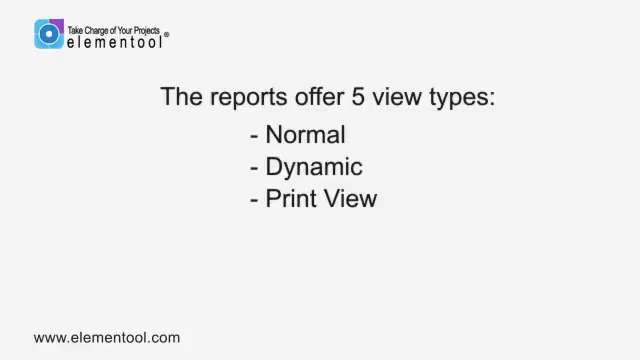 Take Charge of Your Projects
elementool®
The reports offer 5 view types:
- Normal
- Dynamic
- Print View
www.elementool.com